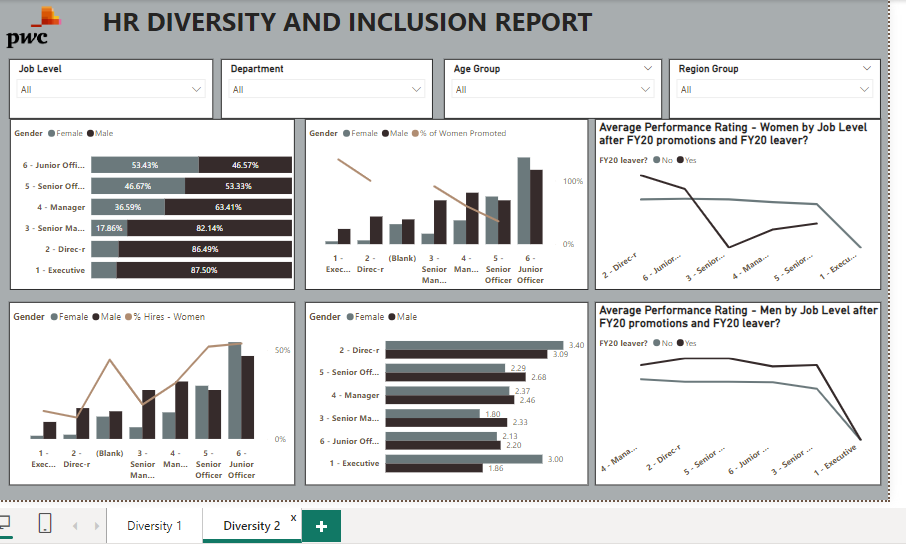 pwc
HR DIVERSITY AND INCLUSION REPORT
Job Level
All
Department
All
Age Group
All
Region Group
All
Gender Female Male
6 - Junior Offi... 53.43% 46.57%
5 - Senior Off... 46.67% 53.33%
4 - Manager 36.59% 63.41%
3 - Senior Ma... 17.86% 82.14%
2 - Direc-r 86.49%
1 - Executive 87.50%
Gender Female Male % of Women Promoted
100%
0%
1 - 2 - (Blank) 3 - 4 - 5 - 6 -
Exec... Direc-r Senior Man... Senior Junior
Man... Officer Officer
Average Performance Rating - Women by Job Level
after FY20 promotions and FY20 leaver?
FY20 leaver? No Yes
2 - Direc-r 6 - Junior... 3 - Senior... 4 - Mana... 5 - Senior... 1 - Execu...
Gender Female Male % Hires - Women
50%
0%
1 - 2 - (Blank) 3 - 4 - 5 - 6 -
Exec... Direc-r Senior Man... Senior Junior
Man... Officer Officer
Gender Female Male
2 - Direc-r 3.40
3.09
5 - Senior Off... 2.29
2.68
4 - Manager 2.37
2.46
3 - Senior Ma... 1.80
2.33
6 - Junior Off... 2.13
2.20
1 - Executive 3.00
1.86
Average Performance Rating - Men by Job Level after
FY20 promotions and FY20 leaver?
FY20 leaver? No Yes
4 - Mana... 2 - Direc-r 5 - Senior ... 6 - Junior ... 3 - Senior ... 1 - Executive
Diversity 1
Diversity 2
X
+